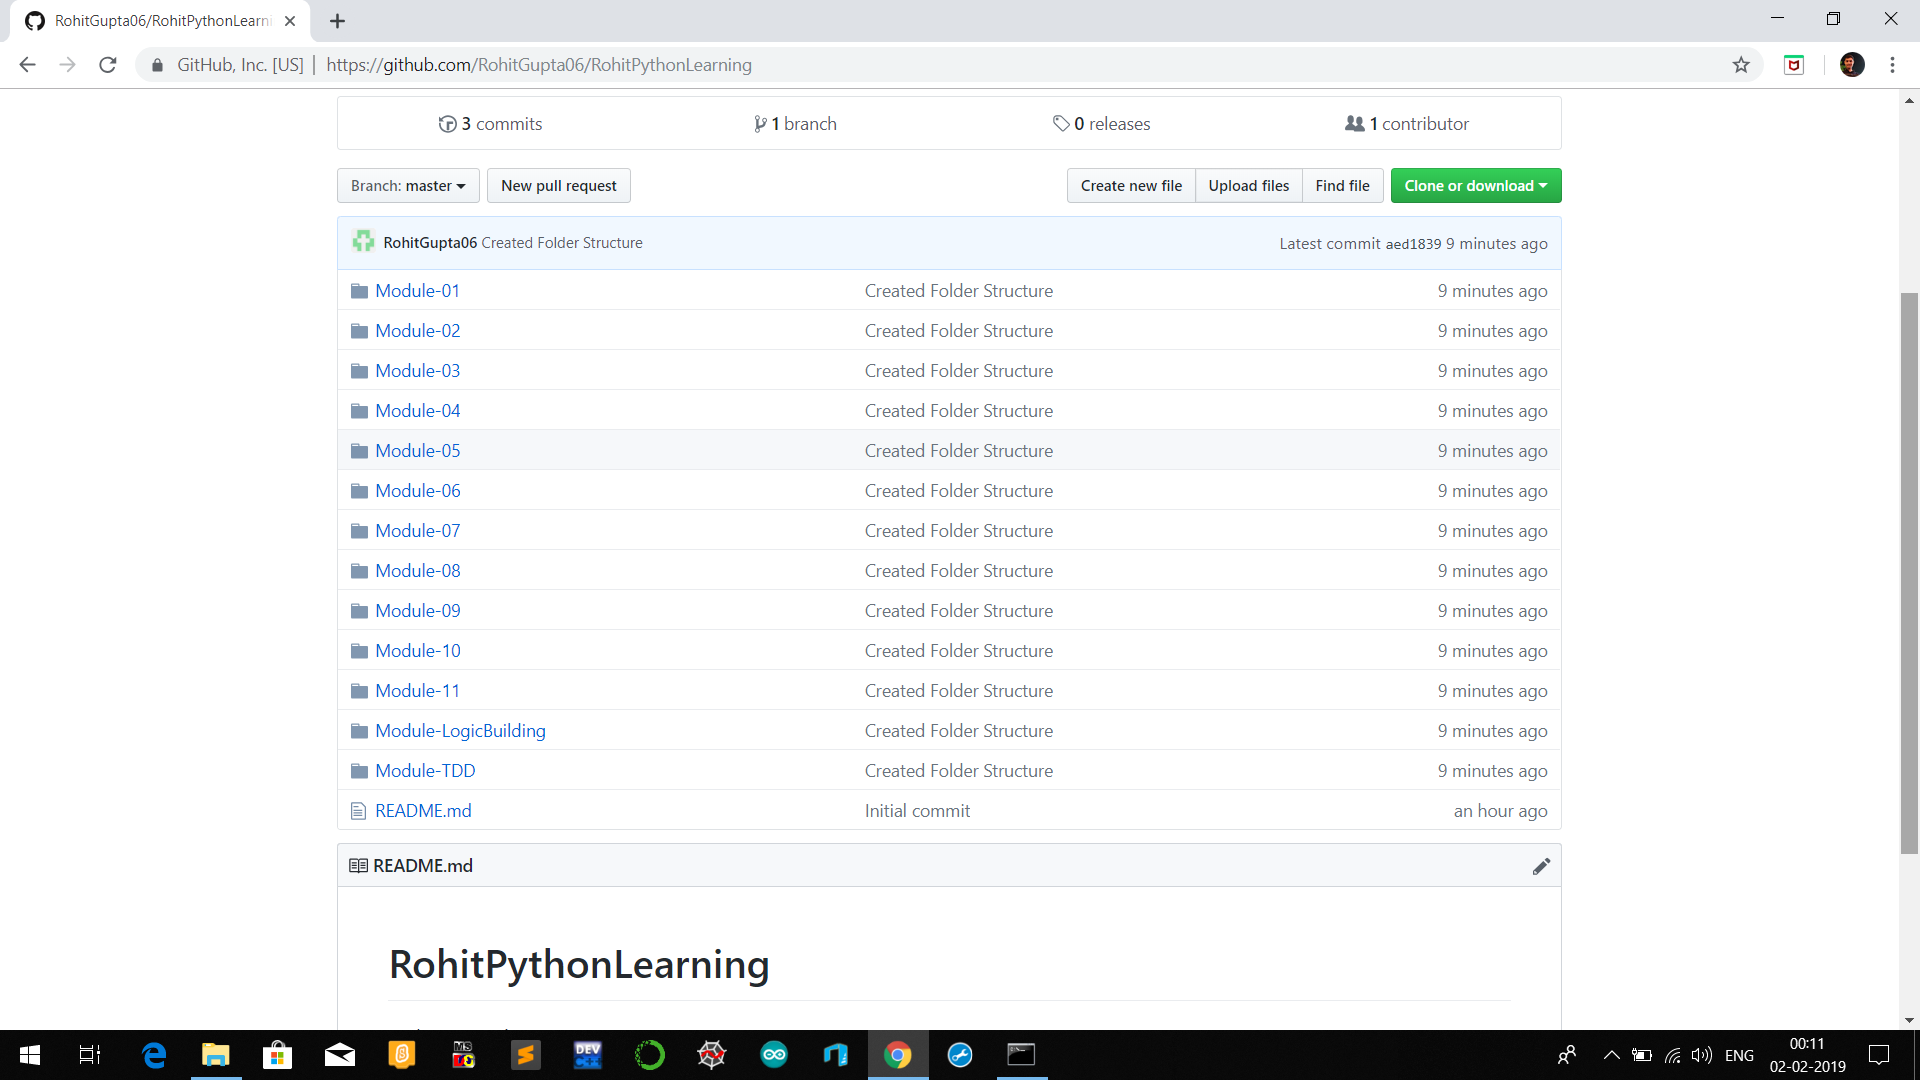 RohitGupta06/RohitPythonLearni
GitHub, Inc. [US] | https://github.com/RohitGupta06/RohitPythonLearning
3 commits 1 branch 0 releases 1 contributor
Branch: master New pull request Create new file Upload files Find file Clone or download
RohitGupta06 Created Folder Structure Latest commit aed1839 9 minutes ago
Module-01 Created Folder Structure 9 minutes ago
Module-02 Created Folder Structure 9 minutes ago
Module-03 Created Folder Structure 9 minutes ago
Module-04 Created Folder Structure 9 minutes ago
Module-05 Created Folder Structure 9 minutes ago
Module-06 Created Folder Structure 9 minutes ago
Module-07 Created Folder Structure 9 minutes ago
Module-08 Created Folder Structure 9 minutes ago
Module-09 Created Folder Structure 9 minutes ago
Module-10 Created Folder Structure 9 minutes ago
Module-11 Created Folder Structure 9 minutes ago
Module-LogicBuilding Created Folder Structure 9 minutes ago
Module-TDD Created Folder Structure 9 minutes ago
README.md Initial commit an hour ago
README.md
RohitPythonLearning
MS
DEV
C++
ENG
00:11
02-02-2019